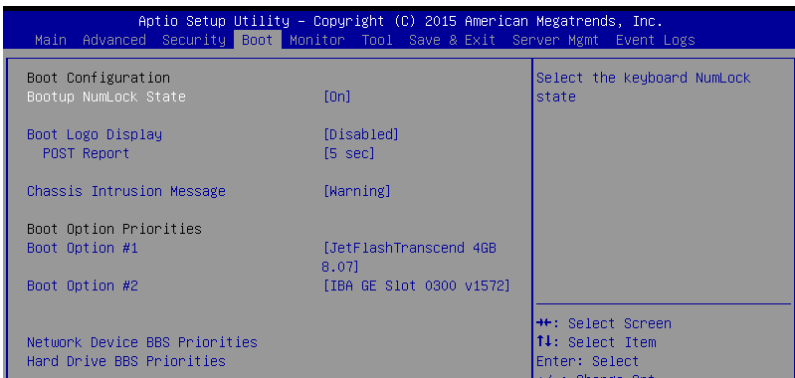 Aptio Setup Utility – Copyright (C) 2015 American Megatrends, Inc.
Main Advanced Security Boot Monitor Tool Save & Exit Server Mgmt Event Logs
Boot Configuration
Bootup NumLock State [On]
Boot Logo Display [Disabled]
POST Report [5 sec]
Chassis Intrusion Message [Warning]
Boot Option Priorities
Boot Option #1 [JetFlashTranscend 4GB
8.07]
Boot Option #2 [IBA GE Slot 0300 v1572]
Network Device BBS Priorities
Hard Drive BBS Priorities
Select the keyboard NumLock
state
→←: Select Screen
↑↓: Select Item
Enter: Select